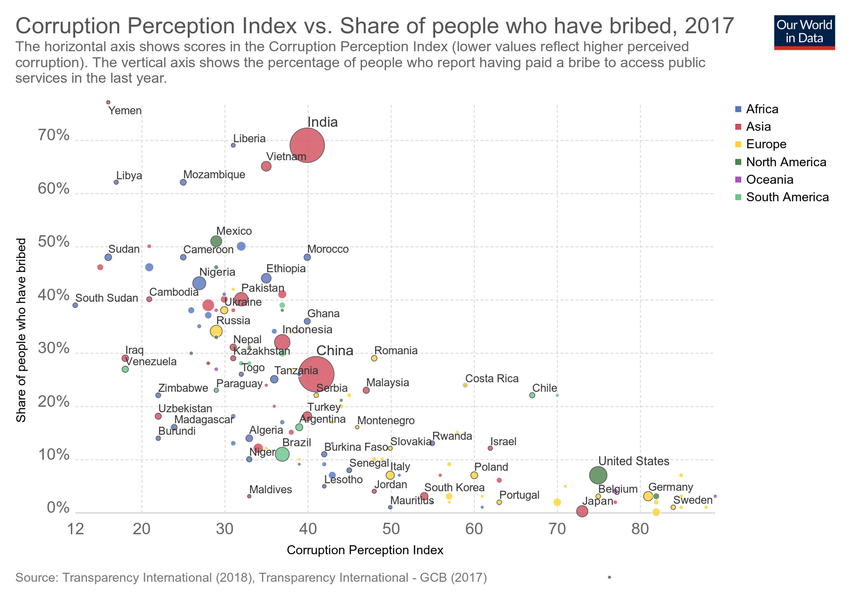 Corruption Perception Index vs. Share of people who have bribed, 2017
The horizontal axis shows scores in the Corruption Perception Index (lower values reflect higher perceived
corruption). The vertical axis shows the percentage of people who report having paid a bribe to access public
services in the last year.
Our World
in Data
Africa
Asia
Europe
North America
Oceania
South America
Share of people who have bribed
70%
60%
50%
40%
30%
20%
10%
0%
Yemen
India
Liberia
Vietnam
Libya
Mozambique
Mexico
Sudan
Cameroon
Morocco
Nigeria
Ethiopia
Cambodia
Pakistan
South Sudan
Ukraine
Ghana
Russia
Indonesia
Nepal
Iraq
Kazakhstan
China
Romania
Venezuela
Togo
Tanzania
Zimbabwe
Paraguay
Serbia
Malaysia
Costa Rica
Chile
Uzbekistan
Turkey
Madagascar
Argentina
Montenegro
Burundi
Algeria
Brazil
Burkina Faso
Slovakia
Rwanda
Israel
Niger
Senegal
Italy
Poland
United States
Maldives
Lesotho
Jordan
South Korea
Belgium
Germany
Mauritius
Portugal
Japan
Sweden
12
20
30
40
50
60
70
80
Corruption Perception Index
Source: Transparency International (2018), Transparency International - GCB (2017)